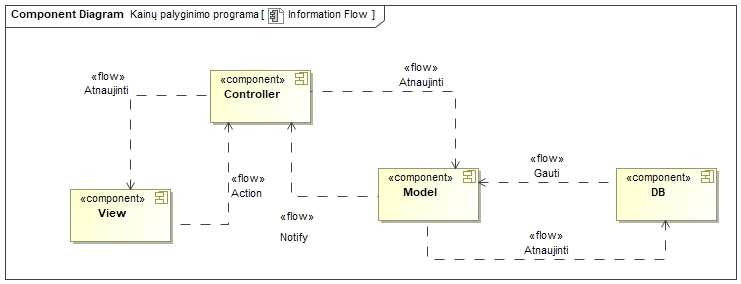 Component Diagram Kainų palyginimo programa [ Information Flow ]
«flow»
Atnaujinti
«component»
Controller
«flow»
Atnaujinti
«flow»
Action
«component»
View
«flow»
Notify
«component»
Model
«flow»
Gauti
«component»
DB
«flow»
Atnaujinti